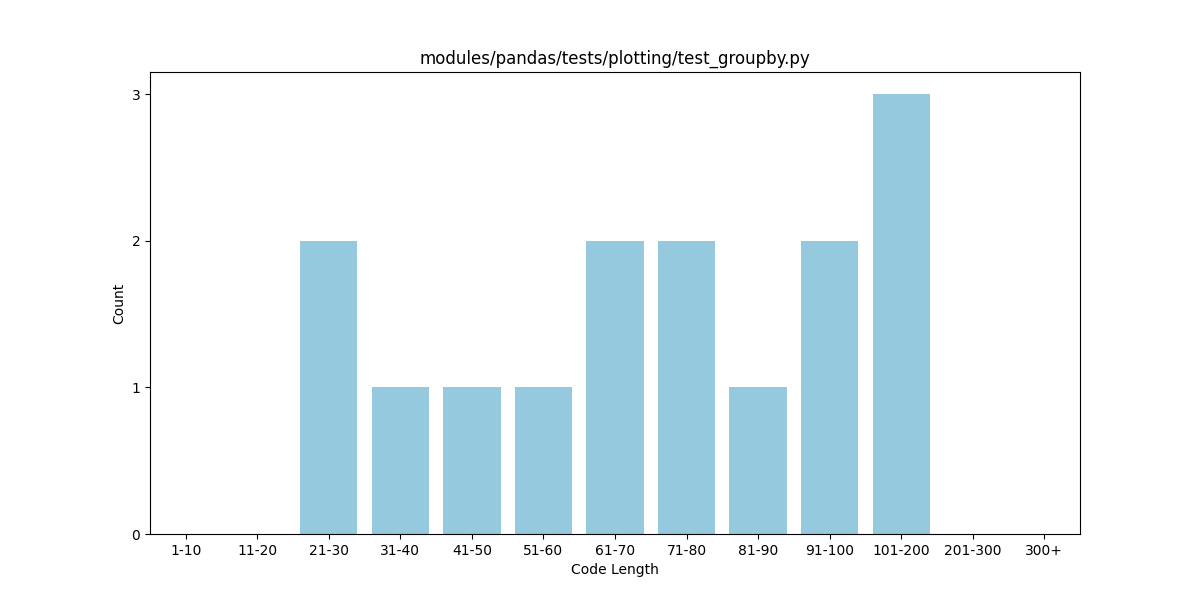 modules/pandas/tests/plotting/test_groupby.py
3
2
1
0
Count
1-10 11-20 21-30 31-40 41-50 51-60 61-70 71-80 81-90 91-100 101-200 201-300 300+
Code Length